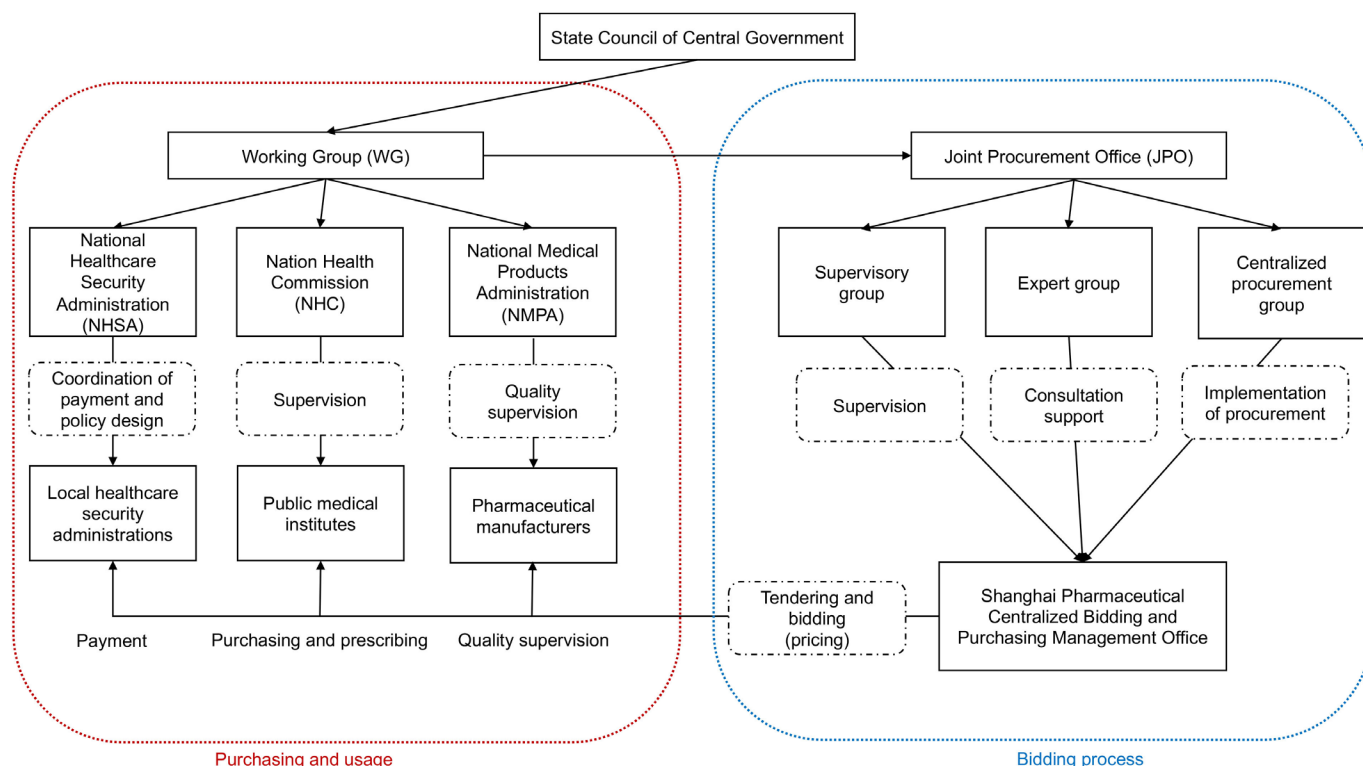 State Council of Central Government
Working Group (WG)
Joint Procurement Office (JPO)
National
Healthcare
Security
Administration
(NHSA)
Nation Health
Commission
(NHC)
National Medical
Products
Administration
(NMPA)
Supervisory
group
Expert group
Centralized
procurement
group
Coordination of
payment and
policy design
Supervision
Quality
supervision
Supervision
Consultation
support
Implementation
of procurement
Local healthcare
security
administrations
Public medical
institutes
Pharmaceutical
manufacturers
Shanghai Pharmaceutical
Centralized Bidding and
Purchasing Management Office
Tendering and
bidding
(pricing)
Payment
Purchasing and prescribing
Quality supervision
Purchasing and usage
Bidding process